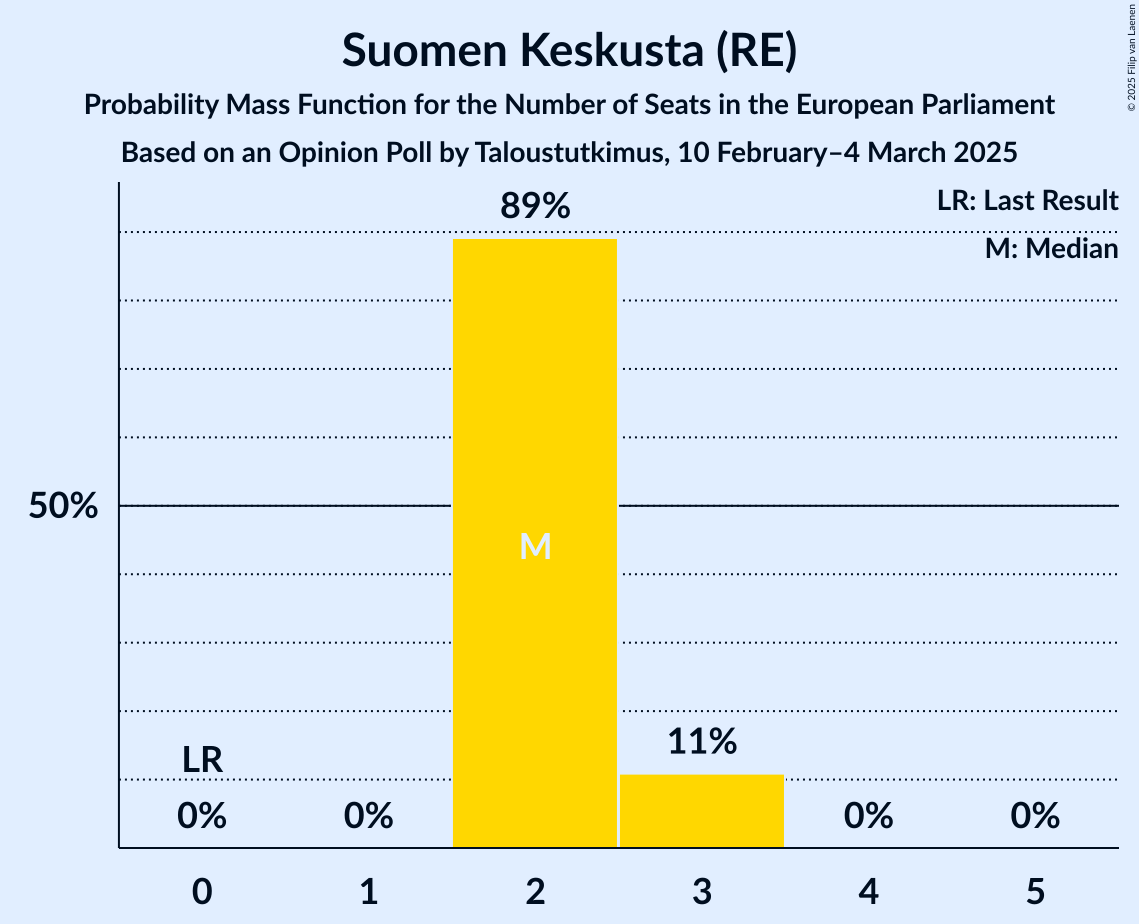 Suomen Keskusta (RE)
Probability Mass Function for the Number of Seats in the European Parliament
Based on an Opinion Poll by Taloustutkimus, 10 February–4 March 2025
© 2025 Filip van Laenen
LR: Last Result
M: Median
89%
50%
M
11%
LR
0%
0%
0%
0%
0
1
2
3
4
5